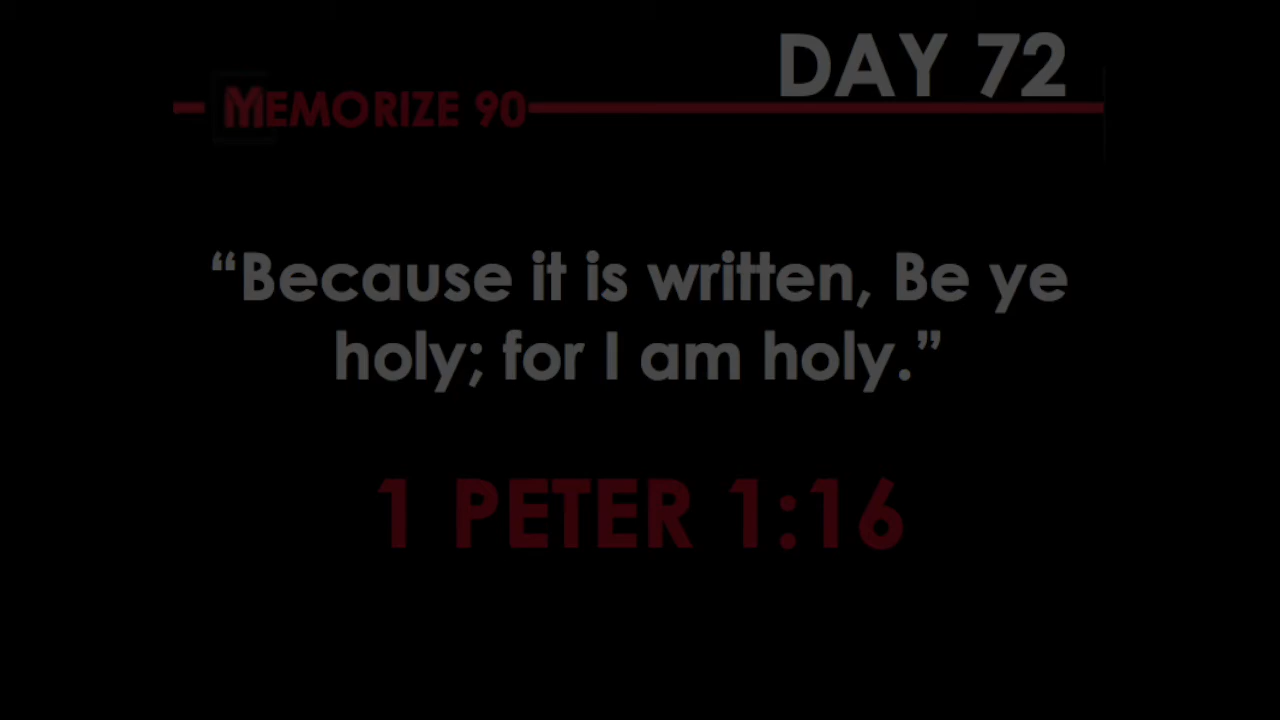 DAY 72
MEMORIZE 90
“Because it is written, Be ye
holy; for I am holy.”
1 PETER 1:16